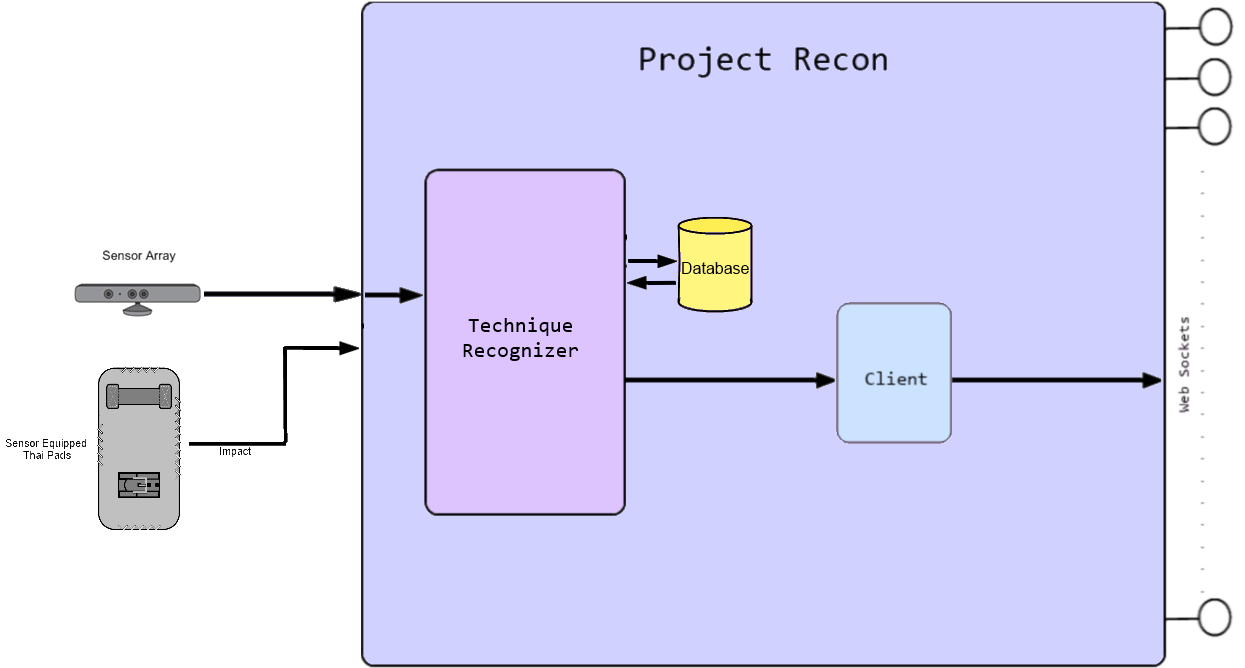 Project Recon
Sensor Array
Technique
Recognizer
Database
Client
Web Sockets
Sensor Equipped
Thai Pads
Impact